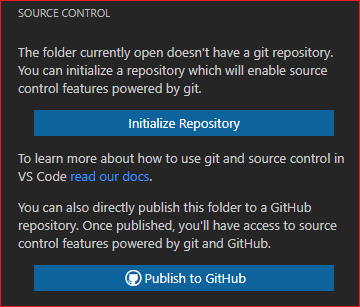 SOURCE CONTROL
The folder currently open doesn't have a git repository.
You can initialize a repository which will enable source
control features powered by git.
Initialize Repository
To learn more about how to use git and source control in
VS Code read our docs.
You can also directly publish this folder to a GitHub
repository. Once published, you'll have access to source
control features powered by git and GitHub.
Publish to GitHub